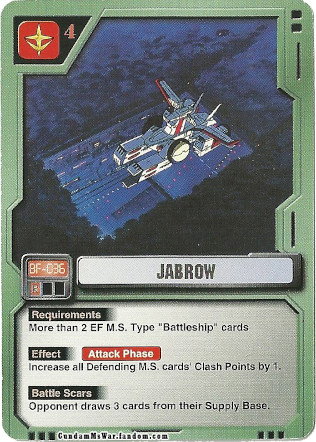 4
BF-036
JABROW
Requirements
More than 2 EF M.S. Type "Battleship" cards
Effect Attack Phase
Increase all Defending M.S. cards' Clash Points by 1.
Battle Scars
Opponent draws 3 cards from their Supply Base.
GundamMsWar.fandom.com